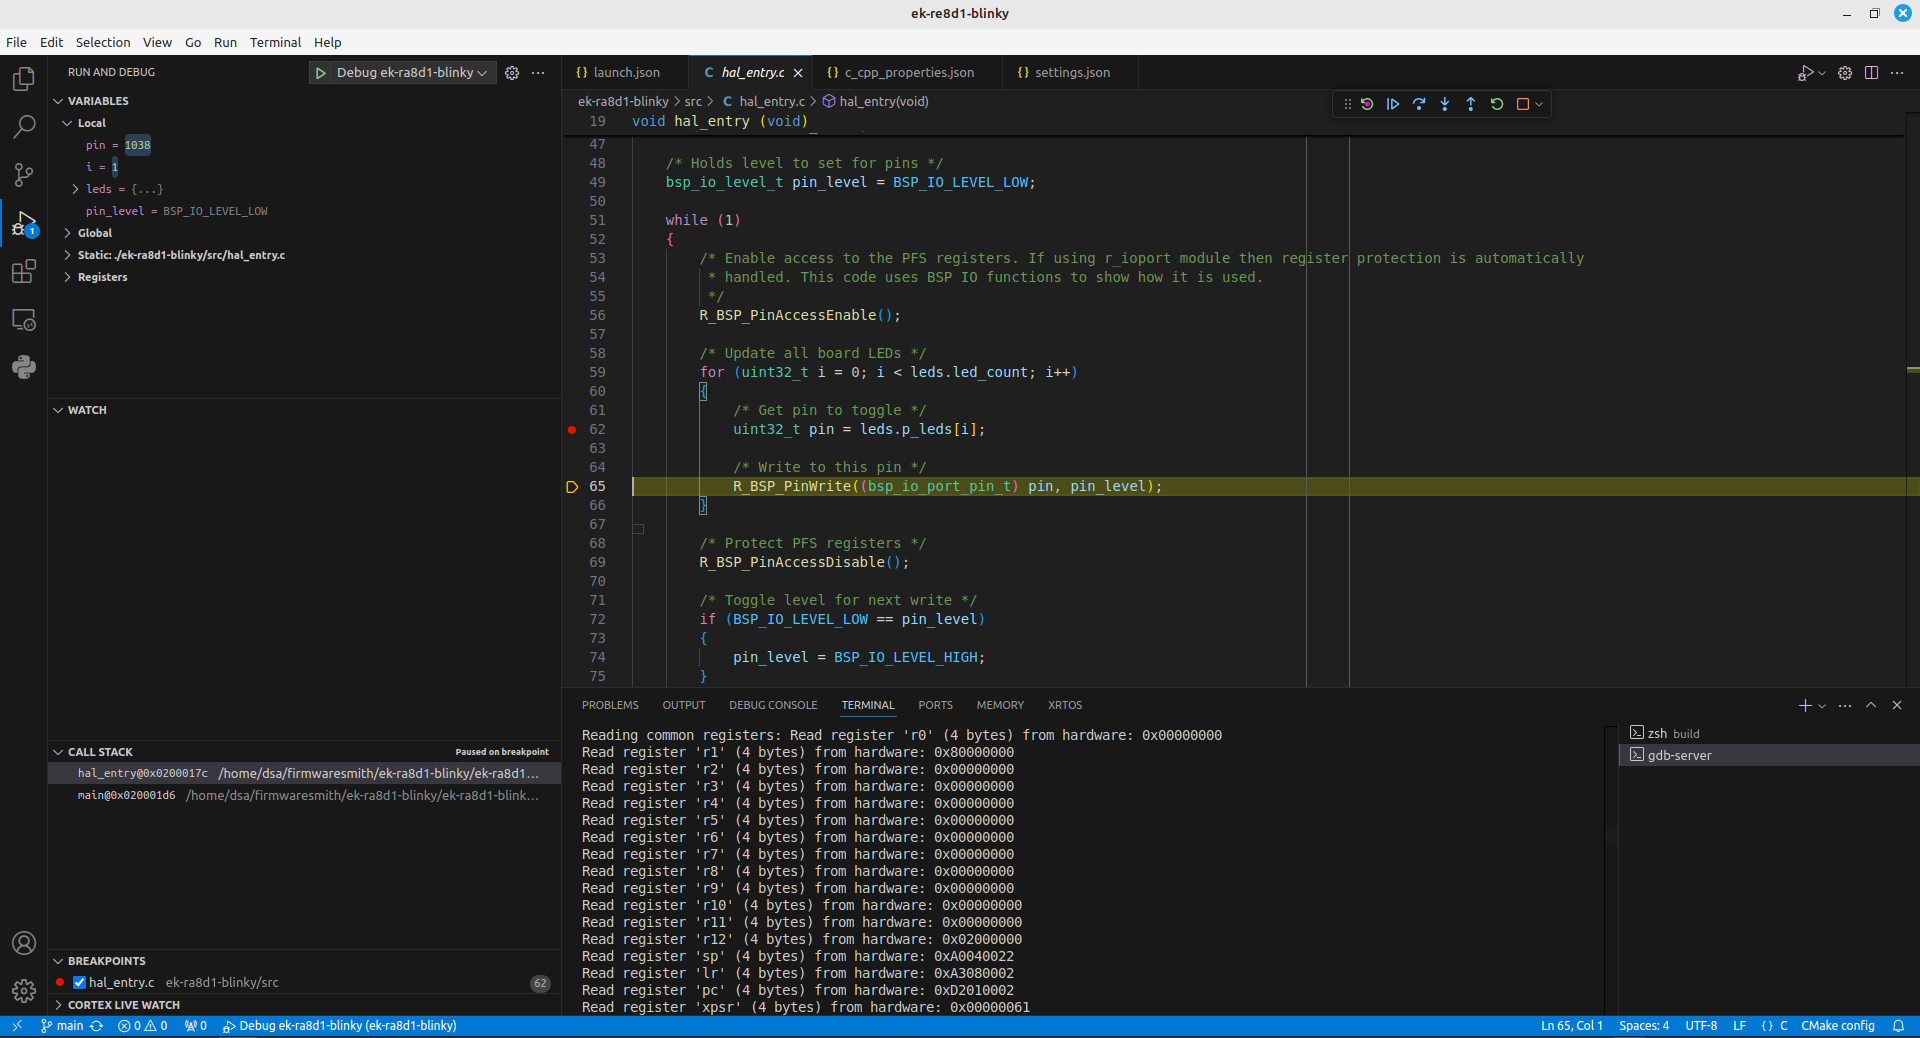 ek-re8d1-blinky
File Edit Selection View Go Run Terminal Help
RUN AND DEBUG
Debug ek-ra8d1-blinky
VARIABLES
Local
pin = 1038
i = 1
leds = {...}
pin_level = BSP_IO_LEVEL_LOW
Global
Static: ./ek-ra8d1-blinky/src/hal_entry.c
Registers
WATCH
CALL STACK Paused on breakpoint
hal_entry@0x0200017c /home/dsa/firmwaresmith/ek-ra8d1-blinky/ek-ra8d1...
main@0x020001d6 /home/dsa/firmwaresmith/ek-ra8d1-blinky/ek-ra8d1-blink...
BREAKPOINTS
hal_entry.c ek-ra8d1-blinky/src 62
CORTEX LIVE WATCH
launch.json hal_entry.c c_cpp_properties.json settings.json
ek-ra8d1-blinky > src > C hal_entry.c > hal_entry(void)
19 void hal_entry (void)
47
48 /* Holds level to set for pins */
49 bsp_io_level_t pin_level = BSP_IO_LEVEL_LOW;
50
51 while (1)
52 {
53 /* Enable access to the PFS registers. If using r_ioport module then register protection is automatically
54 * handled. This code uses BSP IO functions to show how it is used.
55 */
56 R_BSP_PinAccessEnable();
57
58 /* Update all board LEDs */
59 for (uint32_t i = 0; i < leds.led_count; i++)
60 {
61 /* Get pin to toggle */
62 uint32_t pin = leds.p_leds[i];
63
64 /* Write to this pin */
65 R_BSP_PinWrite((bsp_io_port_pin_t) pin, pin_level);
66 }
67
68 /* Protect PFS registers */
69 R_BSP_PinAccessDisable();
70
71 /* Toggle level for next write */
72 if (BSP_IO_LEVEL_LOW == pin_level)
73 {
74 pin_level = BSP_IO_LEVEL_HIGH;
75 }
PROBLEMS OUTPUT DEBUG CONSOLE TERMINAL PORTS MEMORY XRTOS
Reading common registers: Read register 'r0' (4 bytes) from hardware: 0x00000000
Read register 'r1' (4 bytes) from hardware: 0x80000000
Read register 'r2' (4 bytes) from hardware: 0x00000000
Read register 'r3' (4 bytes) from hardware: 0x00000000
Read register 'r4' (4 bytes) from hardware: 0x00000000
Read register 'r5' (4 bytes) from hardware: 0x00000000
Read register 'r6' (4 bytes) from hardware: 0x00000000
Read register 'r7' (4 bytes) from hardware: 0x00000000
Read register 'r8' (4 bytes) from hardware: 0x00000000
Read register 'r9' (4 bytes) from hardware: 0x00000000
Read register 'r10' (4 bytes) from hardware: 0x00000000
Read register 'r11' (4 bytes) from hardware: 0x00000000
Read register 'r12' (4 bytes) from hardware: 0x02000000
Read register 'sp' (4 bytes) from hardware: 0xA0040022
Read register 'lr' (4 bytes) from hardware: 0xA3080002
Read register 'pc' (4 bytes) from hardware: 0xD2010002
Read register 'xpsr' (4 bytes) from hardware: 0x00000061
zsh build
gdb-server
main 0 0 0 Debug ek-ra8d1-blinky (ek-ra8d1-blinky) Ln 65, Col 1 Spaces: 4 UTF-8 LF {} C CMake config